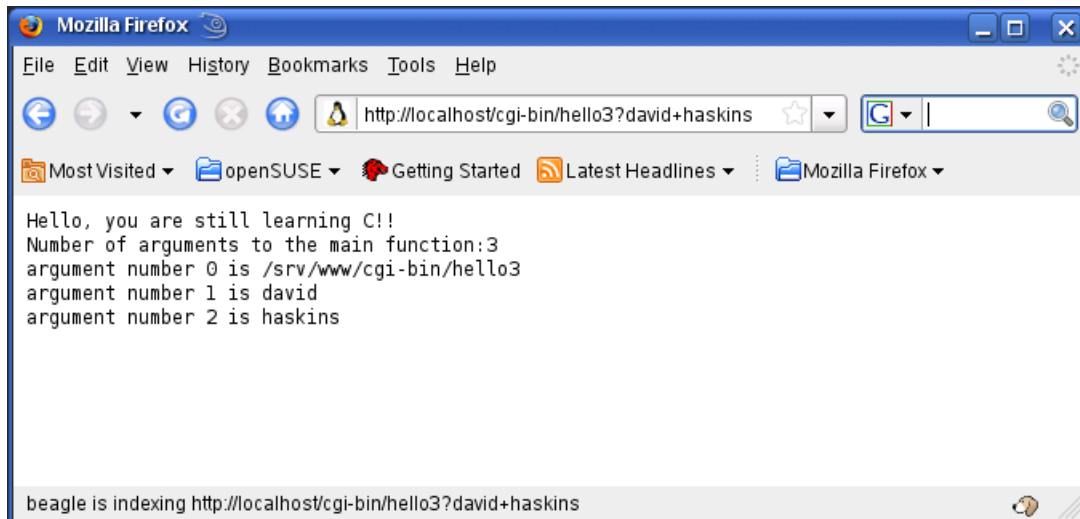 Mozilla Firefox
File Edit View History Bookmarks Tools Help
http://localhost/cgi-bin/hello3?david+haskins
G
Most Visited openSUSE Getting Started Latest Headlines Mozilla Firefox
Hello, you are still learning C!!
Number of arguments to the main function:3
argument number 0 is /srv/www/cgi-bin/hello3
argument number 1 is david
argument number 2 is haskins
beagle is indexing http://localhost/cgi-bin/hello3?david+haskins